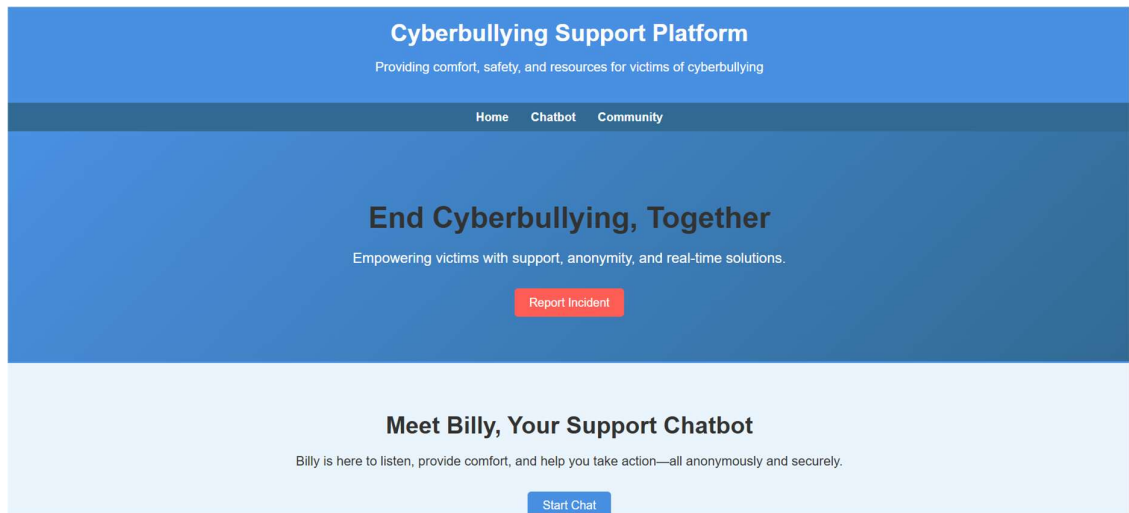 Cyberbullying Support Platform
Providing comfort, safety, and resources for victims of cyberbullying
Home Chatbot Community
End Cyberbullying, Together
Empowering victims with support, anonymity, and real-time solutions.
Report Incident
Meet Billy, Your Support Chatbot
Billy is here to listen, provide comfort, and help you take action—all anonymously and securely.
Start Chat